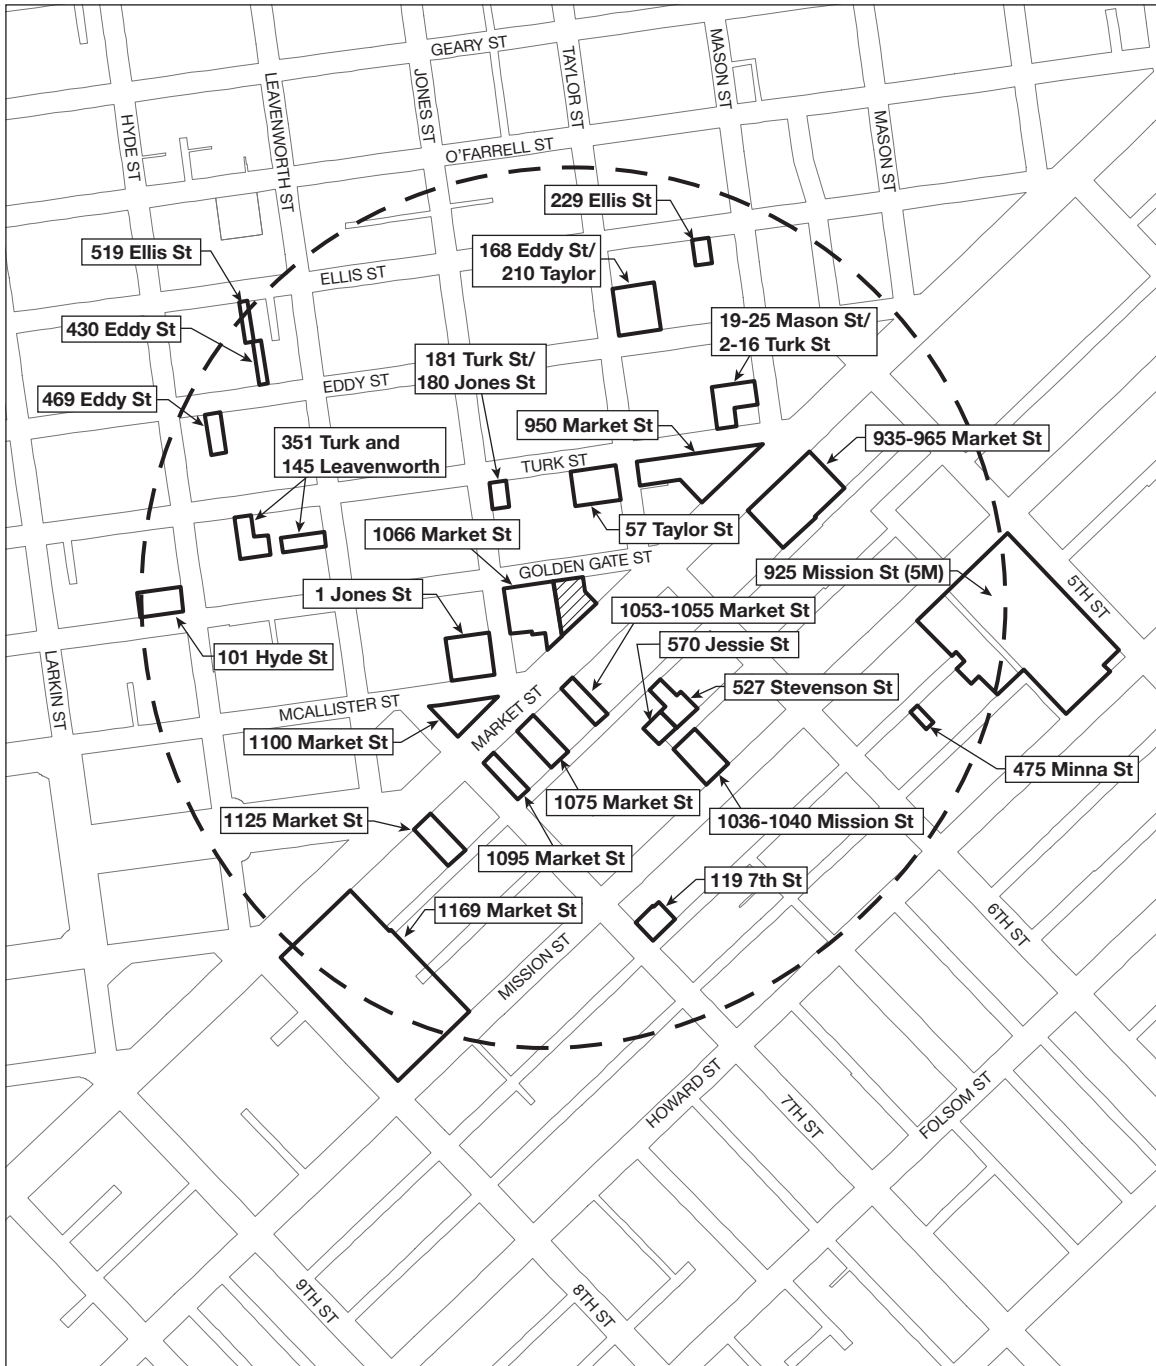 GEARY ST
TAYLOR ST
MASON ST
LEAVENWORTH ST
JONES ST
HYDE ST
MASON ST
O'FARRELL ST
229 Ellis St
519 Ellis St
168 Eddy St/
210 Taylor
ELLIS ST
430 Eddy St
19-25 Mason St/
2-16 Turk St
181 Turk St/
180 Jones St
EDDY ST
469 Eddy St
950 Market St
351 Turk and
145 Leavenworth
935-965 Market St
TURK ST
1066 Market St
57 Taylor St
GOLDEN GATE ST
925 Mission St (5M)
5TH ST
1 Jones St
1053-1055 Market St
570 Jessie St
101 Hyde St
LARKIN ST
527 Stevenson St
MCALLISTER ST
MARKET ST
1100 Market St
475 Minna St
1075 Market St
1125 Market St
1036-1040 Mission St
1095 Market St
119 7th St
1169 Market St
6TH ST
MISSION ST
HOWARD ST
7TH ST
FOLSOM ST
9TH ST
8TH ST